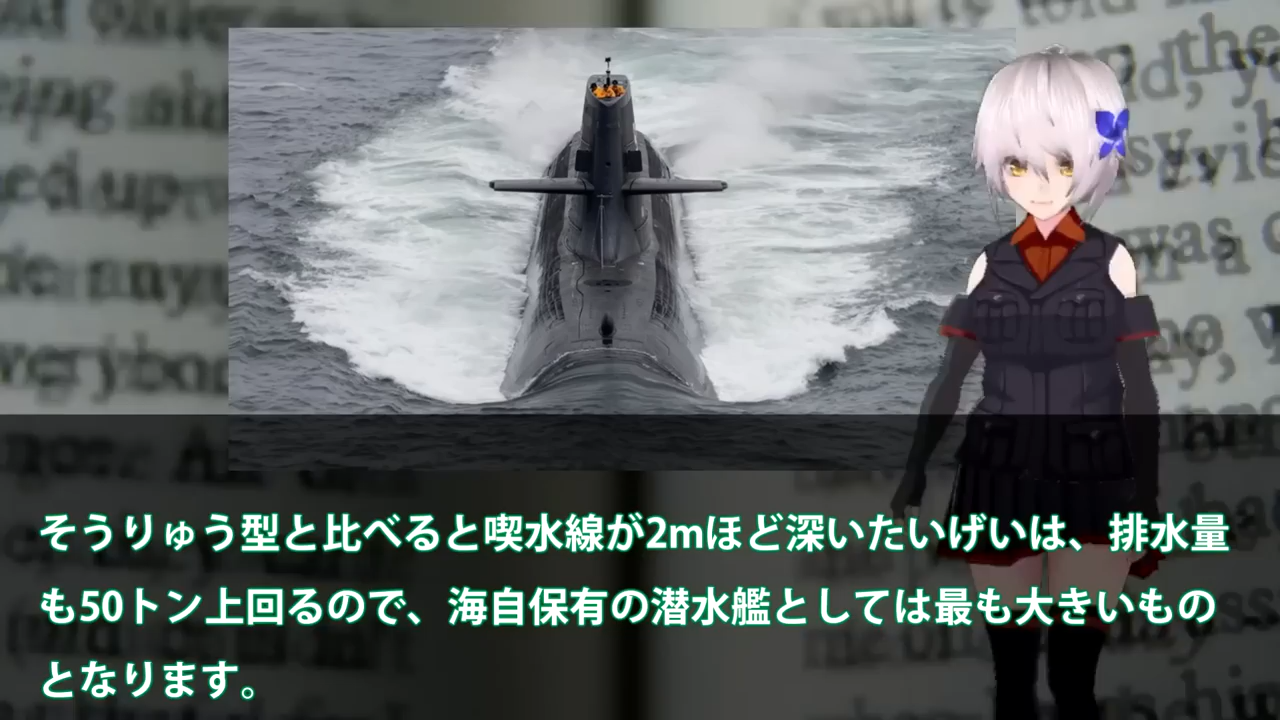 そうりゅう型と比べると喫水線が2mほど深いたいげいは、排水量
も50トン上回るので、海自保有の潜水艦としては最も大きいもの
となります。